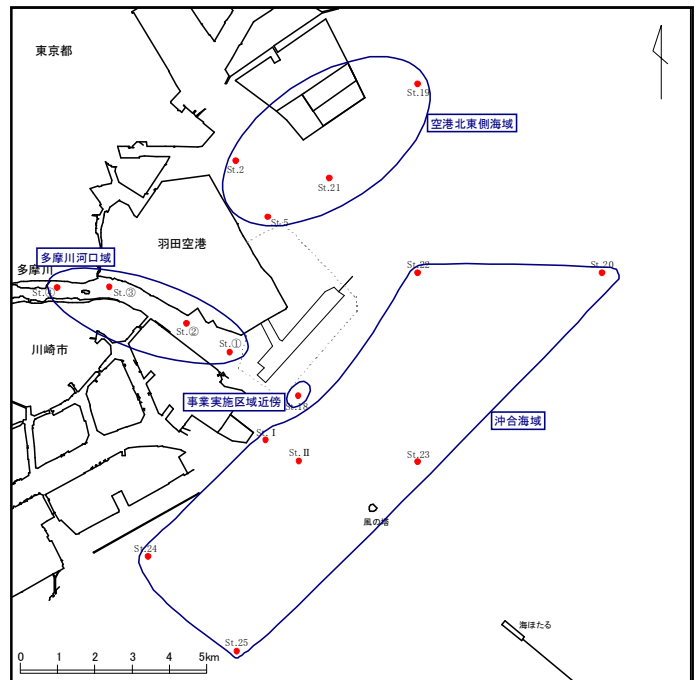 東京都
St.19
空港北東側海域
St.2
St.21
St.5
羽田空港
多摩川河口域
多摩川
St.22
St.20
St.③
St.②
St.①
川崎市
事業実施区域近傍
St.18
沖合海域
St.Ⅰ
St.Ⅱ
St.23
風の塔
St.24
海ほたる
St.25
0 1 2 3 4 5km